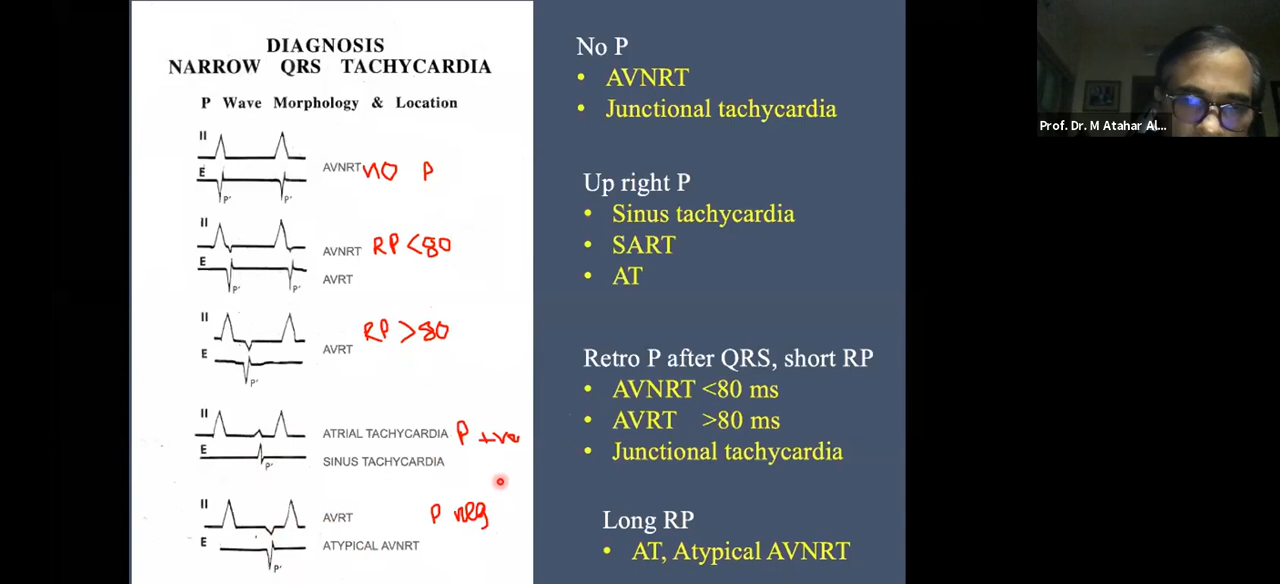 DIAGNOSIS
NARROW QRS TACHYCARDIA
P Wave Morphology & Location
II
E
P'
P'
AVNRT no P
II
E
P'
P'
AVNRT RP <80
AVRT
II
E
P'
RP >80
AVRT
II
E
P'
ATRIAL TACHYCARDIA P +ve
SINUS TACHYCARDIA
II
E
P'
AVRT P neg
ATYPICAL AVNRT
No P
• AVNRT
• Junctional tachycardia
Up right P
• Sinus tachycardia
• SART
• AT
Retro P after QRS, short RP
• AVNRT <80 ms
• AVRT >80 ms
• Junctional tachycardia
Long RP
• AT, Atypical AVNRT
Prof. Dr. M Atahar Al...